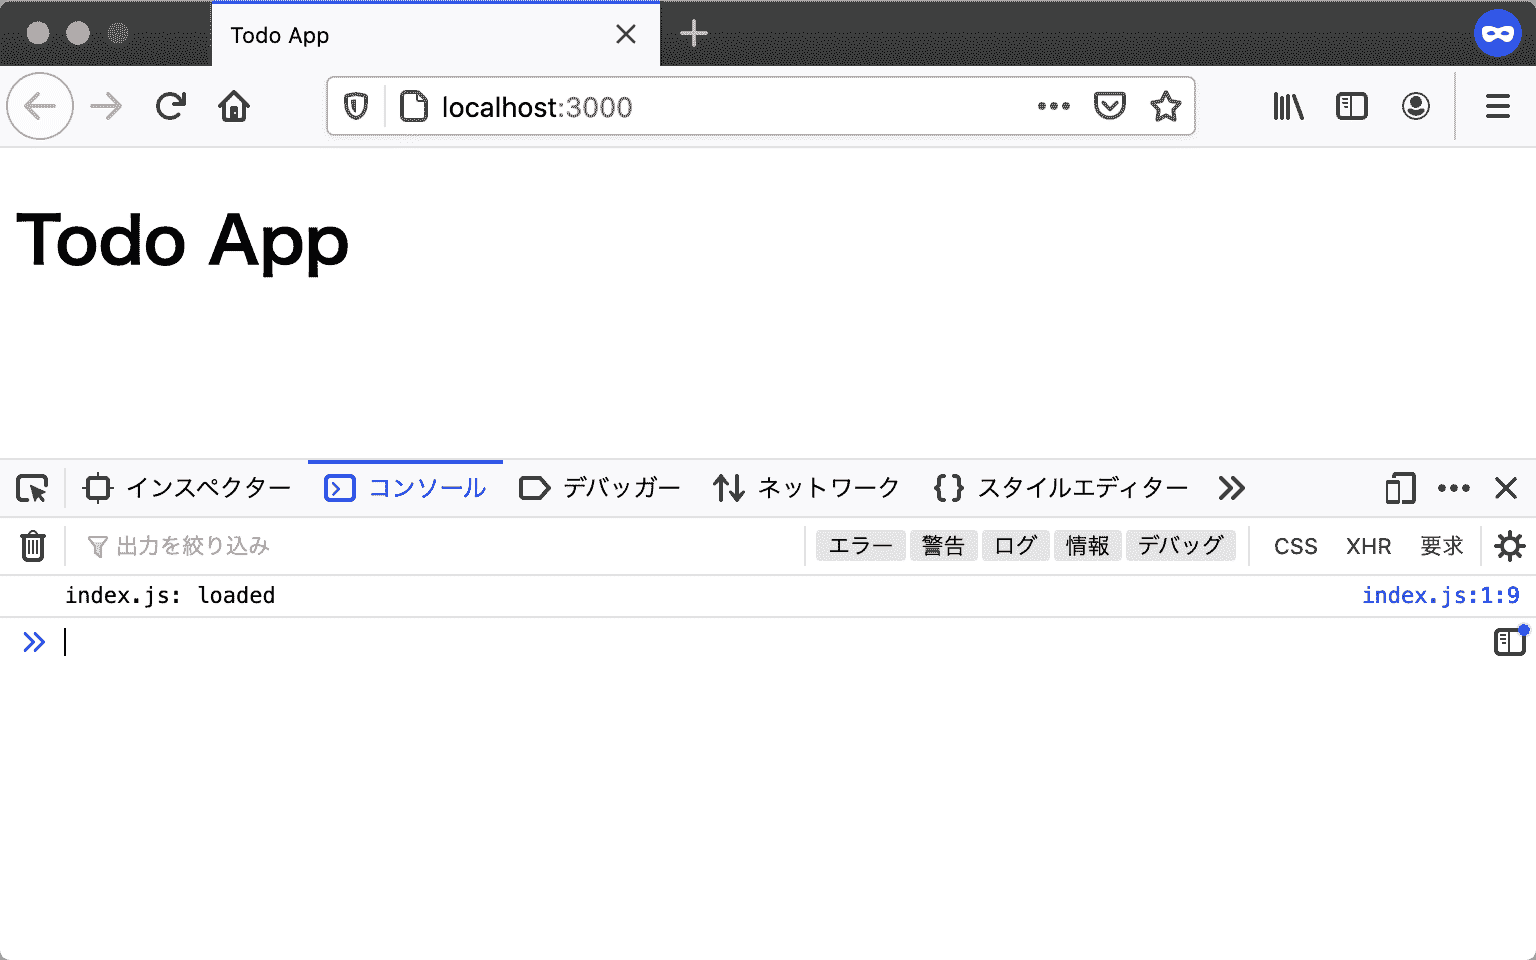 Todo App
localhost:3000
Todo App
インスペクター コンソール デバッガー ネットワーク スタイルエディター
出力を絞り込み エラー 警告 ログ 情報 デバッグ CSS XHR 要求
index.js: loaded index.js:1:9